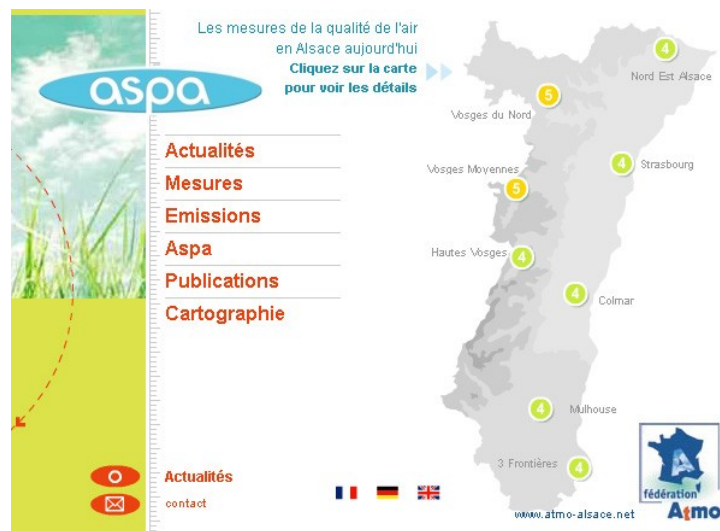 Les mesures de la qualité de l'air
en Alsace aujourd'hui
Cliquez sur la carte
pour voir les détails
aspa
Actualités
Mesures
Emissions
Aspa
Publications
Cartographie
4
Nord Est Alsace
5
Vosges du Nord
4
Strasbourg
Vosges Moyennes
5
Hautes Vosges
4
4
Colmar
4
Mulhouse
3 Frontières
4
Actualités
contact
www.atmo-alsace.net
A
fédération
Atmo